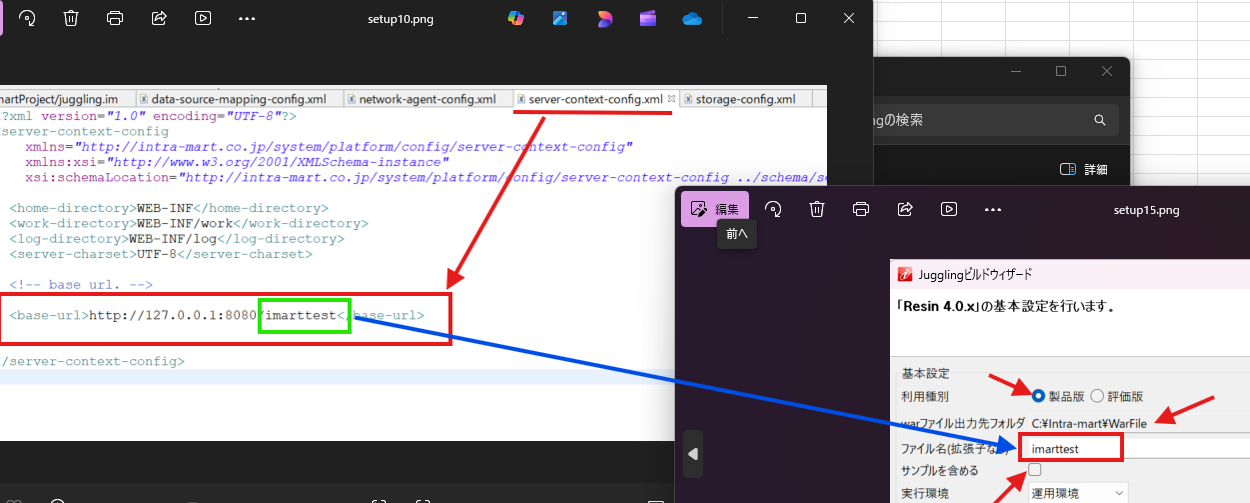 setup10.png
martProject/juggling.im
data-source-mapping-config.xml
network-agent-config.xml
server-context-config.xml
storage-config.xml
?xml version="1.0" encoding="UTF-8"?>
server-context-config
xmlns="http://intra-mart.co.jp/system/platform/config/server-context-config"
xmlns:xsi="http://www.w3.org/2001/XMLSchema-instance"
xsi:schemaLocation="http://intra-mart.co.jp/system/platform/config/server-context-config ../schema/se
<home-directory>WEB-INF</home-directory>
<work-directory>WEB-INF/work</work-directory>
<log-directory>WEB-INF/log</log-directory>
<server-charset>UTF-8</server-charset>
<!-- base url. -->
<base-url>http://127.0.0.1:8080/imarttest</base-url>
/server-context-config>
ngの検索
詳細
編集
前へ
setup15.png
Jugglingビルドウィザード
「Resin 4.0.x」の基本設定を行います。
基本設定
利用種別
製品版
評価版
warファイル出力先フォルダ
C:¥Intra-mart¥WarFile
ファイル名(拡張子なし)
imarttest
サンプルを含める
実行環境
運用環境